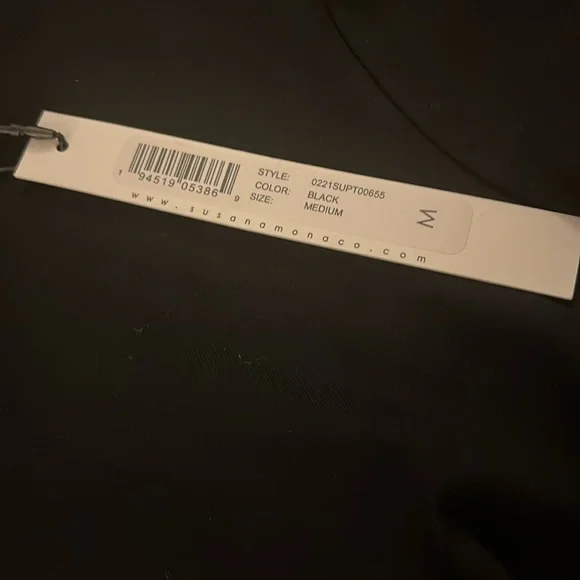 1 94519 05386 9
STYLE: 0221SUPT00655
COLOR: BLACK
SIZE: MEDIUM
M
www.susanamonaco.com